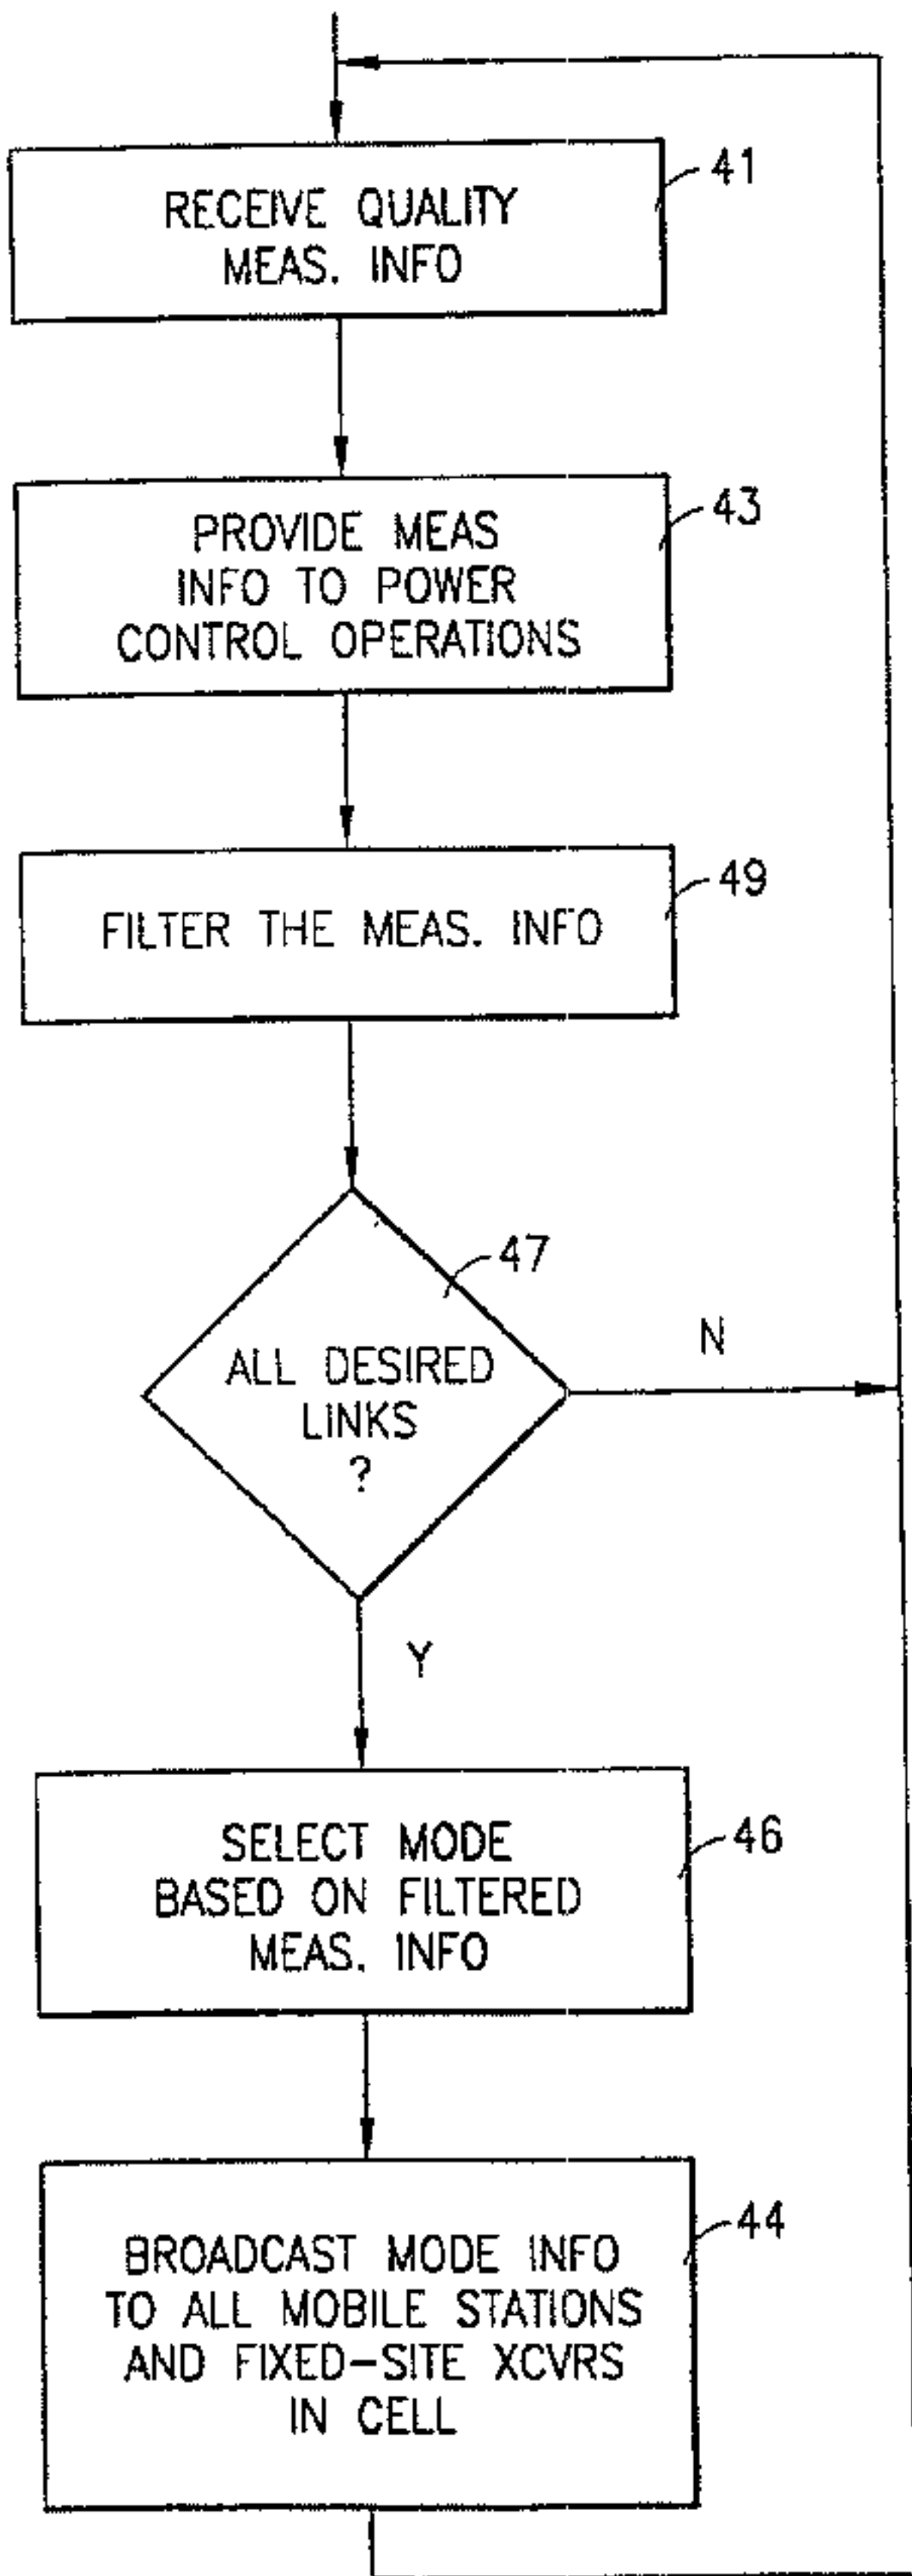 41
RECEIVE QUALITY
MEAS. INFO
43
PROVIDE MEAS
INFO TO POWER
CONTROL OPERATIONS
49
FILTER THE MEAS. INFO
47
ALL DESIRED
LINKS
?
N
Y
46
SELECT MODE
BASED ON FILTERED
MEAS. INFO
44
BROADCAST MODE INFO
TO ALL MOBILE STATIONS
AND FIXED-SITE XCVRS
IN CELL